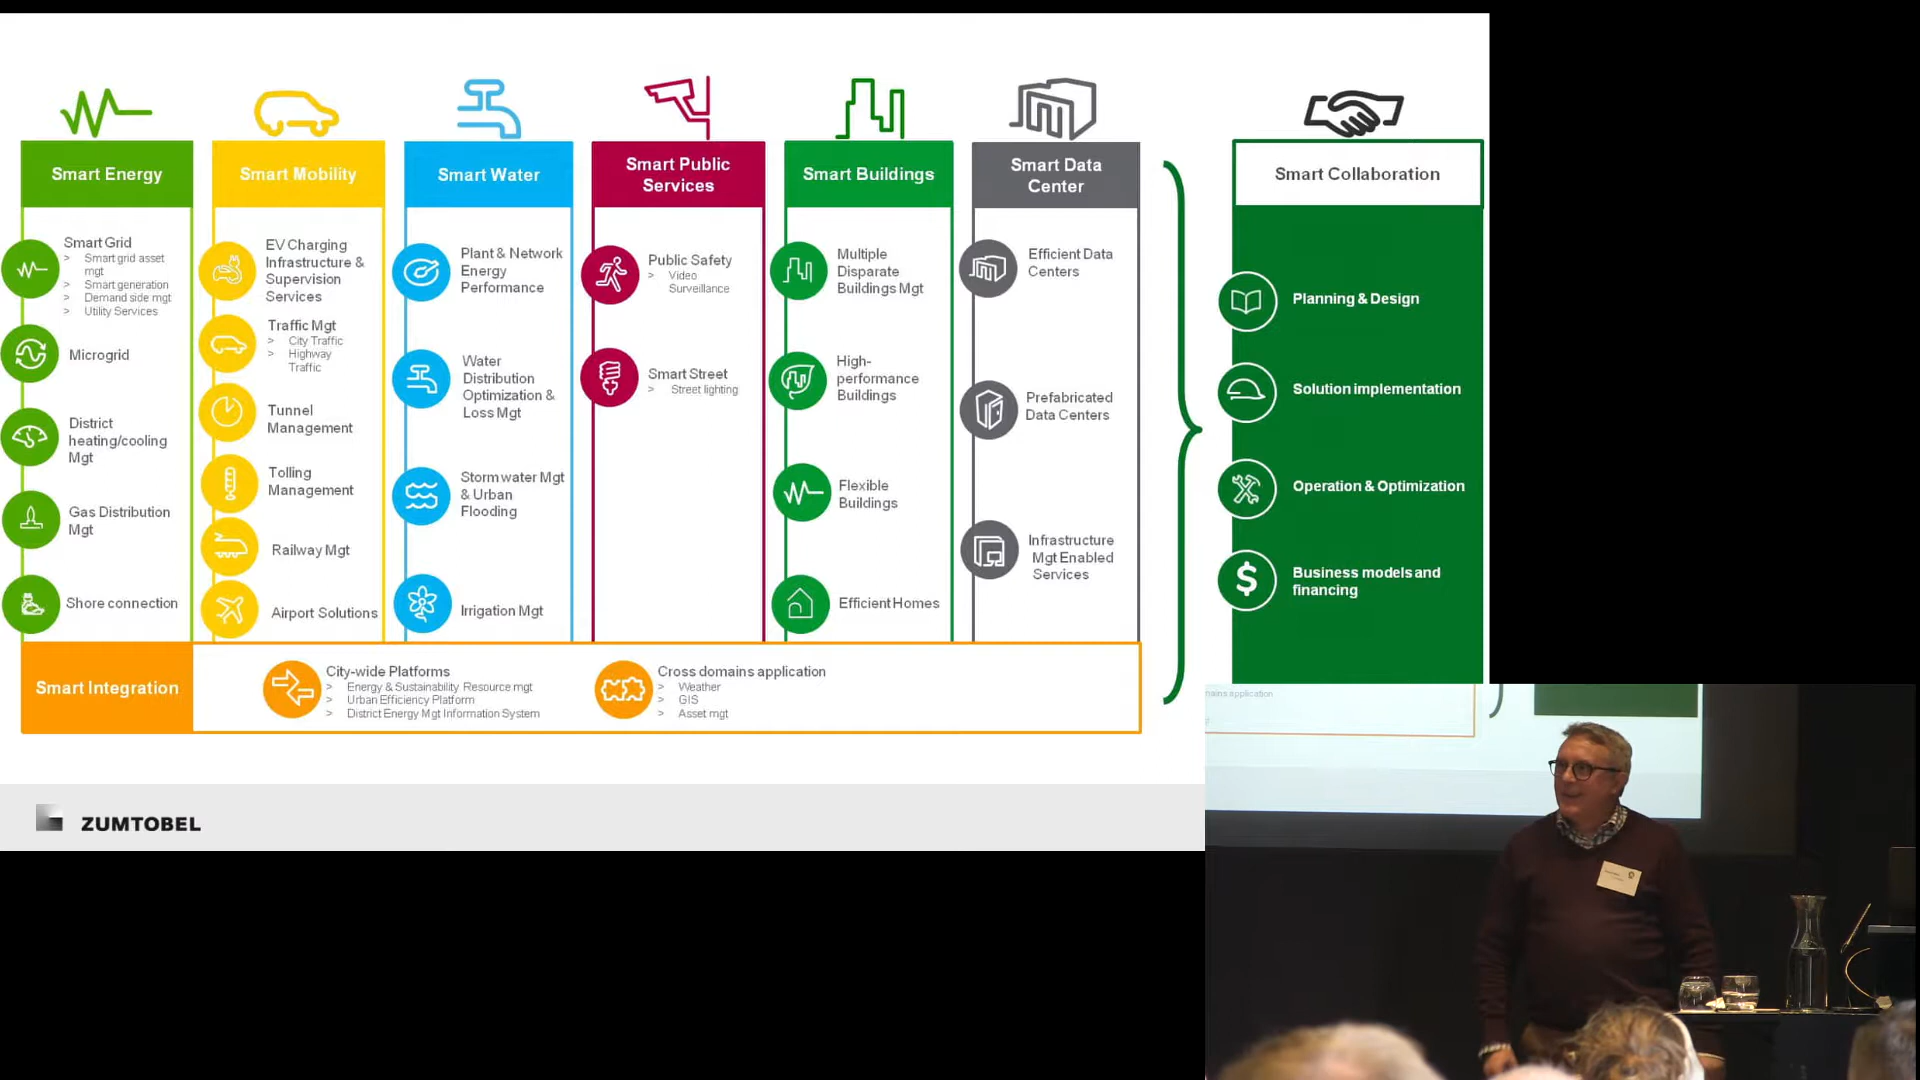 Smart Energy
Smart Grid
> Smart grid asset
mgt
> Smart generation
> Demand side mgt
> Utility Services
Microgrid
District
heating/cooling
Mgt
Gas Distribution
Mgt
Shore connection
Smart Mobility
EV Charging
Infrastructure &
Supervision
Services
Traffic Mgt
> City Traffic
> Highway
Traffic
Tunnel
Management
Tolling
Management
Railway Mgt
Airport Solutions
Smart Water
Plant & Network
Energy
Performance
Water
Distribution
Optimization &
Loss Mgt
Stormwater Mgt
& Urban
Flooding
Irrigation Mgt
Smart Public
Services
Public Safety
> Video
Surveillance
Smart Street
> Street lighting
Smart Buildings
Multiple
Disparate
Buildings Mgt
High-
performance
Buildings
Flexible
Buildings
Efficient Homes
Smart Data
Center
Efficient Data
Centers
Prefabricated
Data Centers
Infrastructure
Mgt Enabled
Services
Smart Collaboration
Planning & Design
Solution implementation
Operation & Optimization
$
Business models and
financing
Smart Integration
City-wide Platforms
> Energy & Sustainability Resource mgt
> Urban Efficiency Platform
> District Energy Mgt Information System
Cross domains application
> Weather
> GIS
> Asset mgt
ZUMTOBEL
mains application